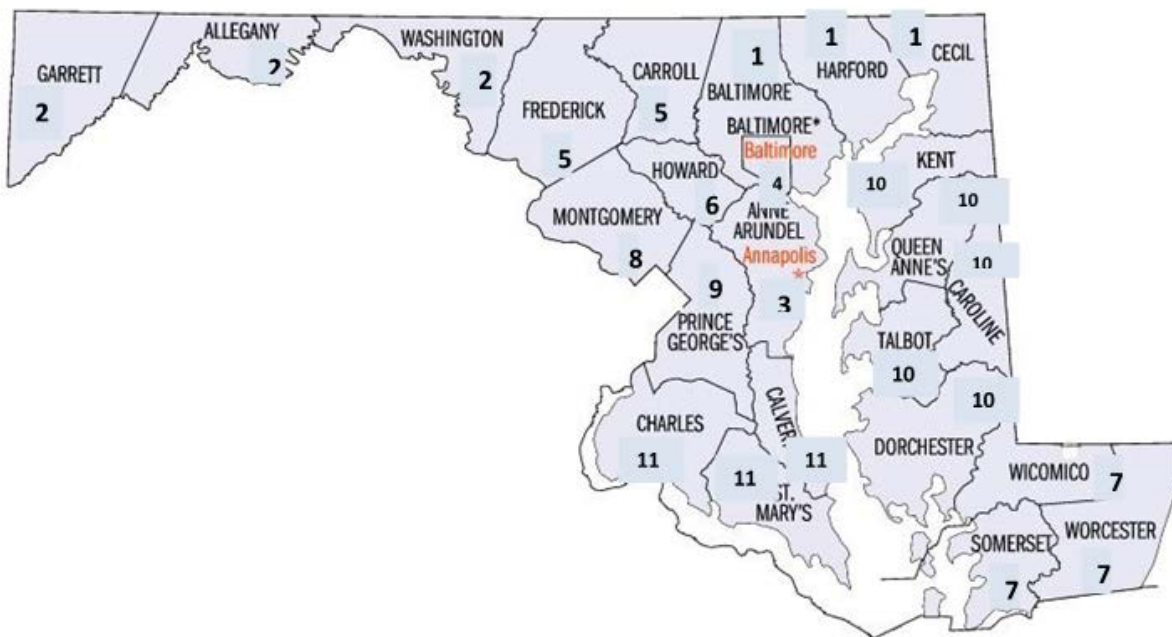 GARRETT
2
ALLEGANY
2
WASHINGTON
2
FREDERICK
5
CARROLL
5
1
BALTIMORE
BALTIMORE*
Baltimore
4
1
HARFORD
1
CECIL
HOWARD
6
MONTGOMERY
8
ANNE
ARUNDEL
Annapolis
*
3
9
PRINCE
GEORGE'S
KENT
10
10
QUEEN
ANNE'S
10
CAROLINE
TALBOT
10
10
DORCHESTER
CHARLES
11
CALVER
11
11
ST.
MARY'S
WICOMICO
7
SOMERSET
7
WORCESTER
7